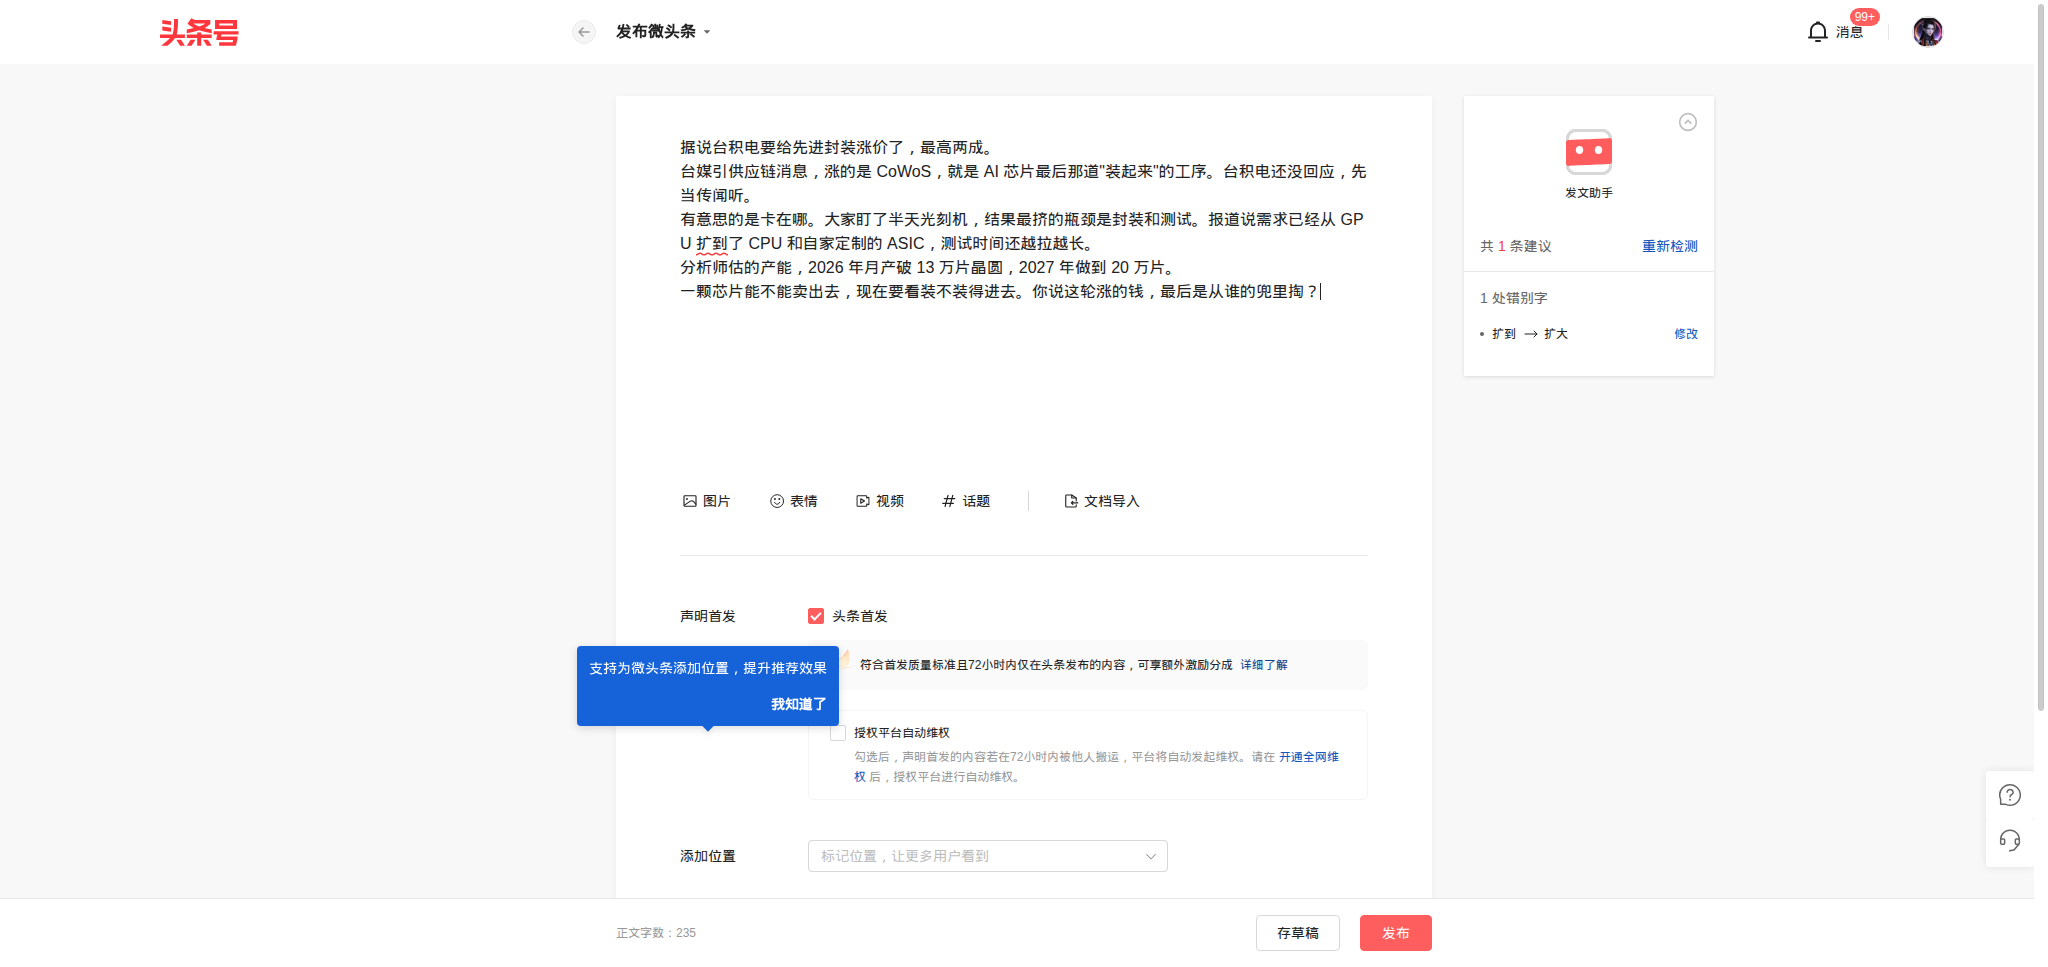 头条号
发布微头条
消息
99+
据说台积电要给先进封装涨价了，最高两成。
台媒引供应链消息，涨的是 CoWoS，就是 AI 芯片最后那道"装起来"的工序。台积电还没回应，先
当传闻听。
有意思的是卡在哪。大家盯了半天光刻机，结果最挤的瓶颈是封装和测试。报道说需求已经从 GP
U 扩到了 CPU 和自家定制的 ASIC，测试时间还越拉越长。
分析师估的产能，2026 年月产破 13 万片晶圆，2027 年做到 20 万片。
一颗芯片能不能卖出去，现在要看装不装得进去。你说这轮涨的钱，最后是从谁的兜里掏？
发文助手
共 1 条建议
重新检测
1 处错别字
扩到 → 扩大
修改
图片
表情
视频
# 话题
文档导入
声明首发
头条首发
支持为微头条添加位置，提升推荐效果
我知道了
符合首发质量标准且72小时内仅在头条发布的内容，可享额外激励分成 详细了解
授权平台自动维权
勾选后，声明首发的内容若在72小时内被他人搬运，平台将自动发起维权。请在 开通全网维
权 后，授权平台进行自动维权。
添加位置
标记位置，让更多用户看到
正文字数：235
存草稿
发布